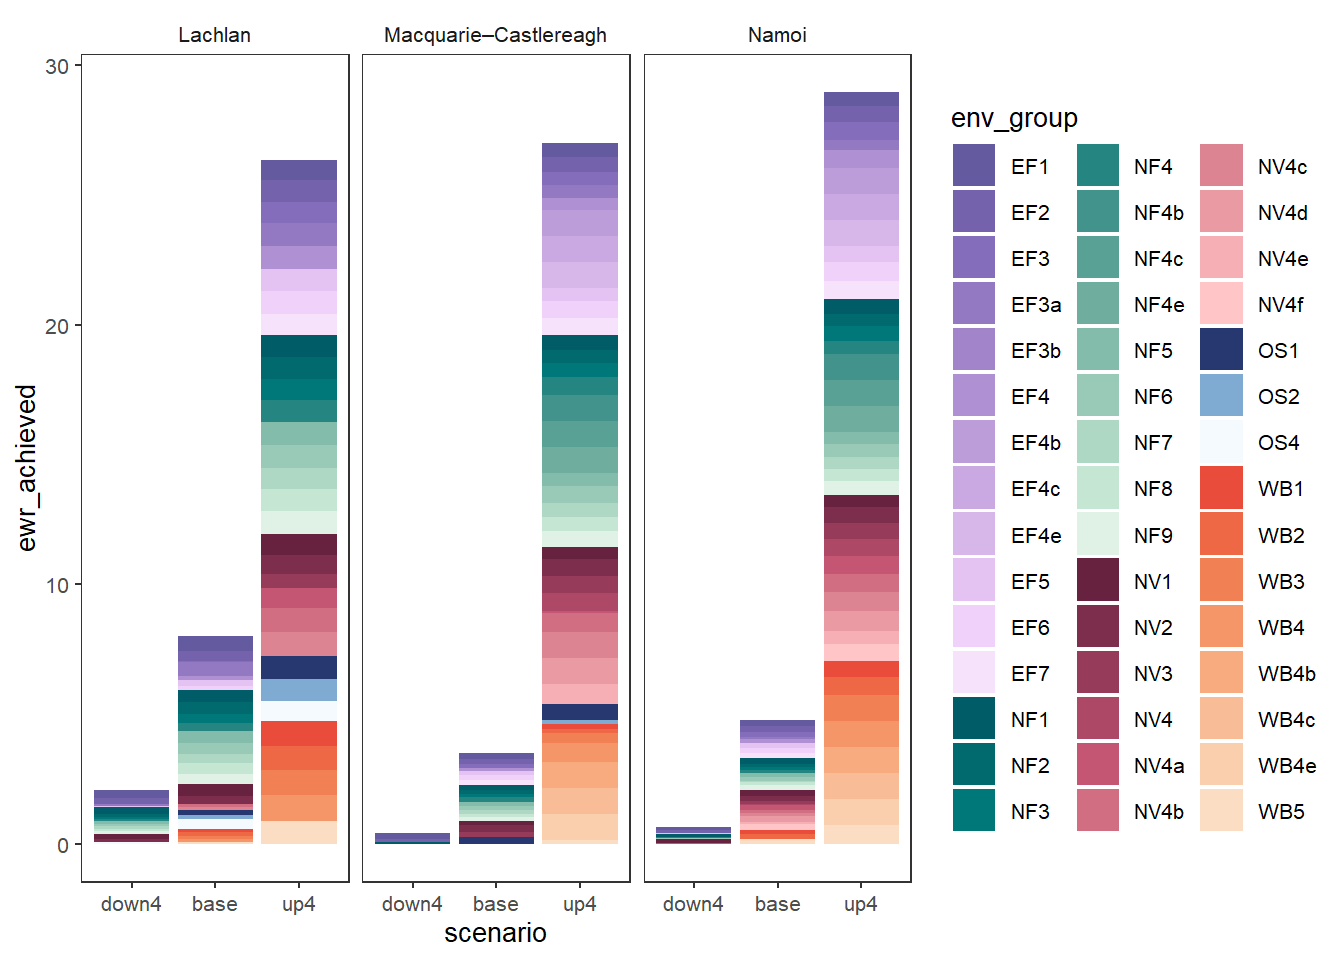 Lachlan
Macquarie–Castlereagh
Namoi
30
20
10
0
ewr_achieved
down4
base
up4
down4
base
up4
down4
base
up4
scenario
env_group
EF1
EF2
EF3
EF3a
EF3b
EF4
EF4b
EF4c
EF4e
EF5
EF6
EF7
NF1
NF2
NF3
NF4
NF4b
NF4c
NF4e
NF5
NF6
NF7
NF8
NF9
NV1
NV2
NV3
NV4
NV4a
NV4b
NV4c
NV4d
NV4e
NV4f
OS1
OS2
OS4
WB1
WB2
WB3
WB4
WB4b
WB4c
WB4e
WB5